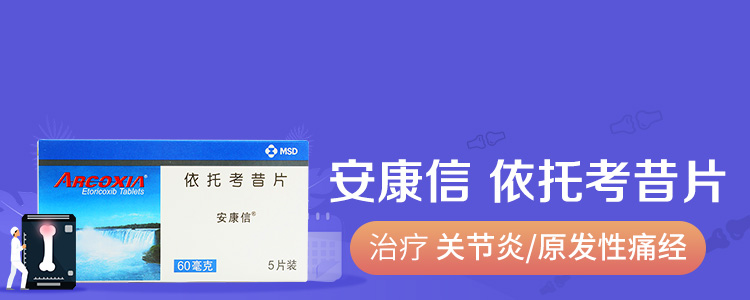 MSD
ARCOXIA®
Etoricoxib Tablets
依托考昔片
安康信®
60毫克
5片装
安康信 依托考昔片
治疗 关节炎/原发性痛经